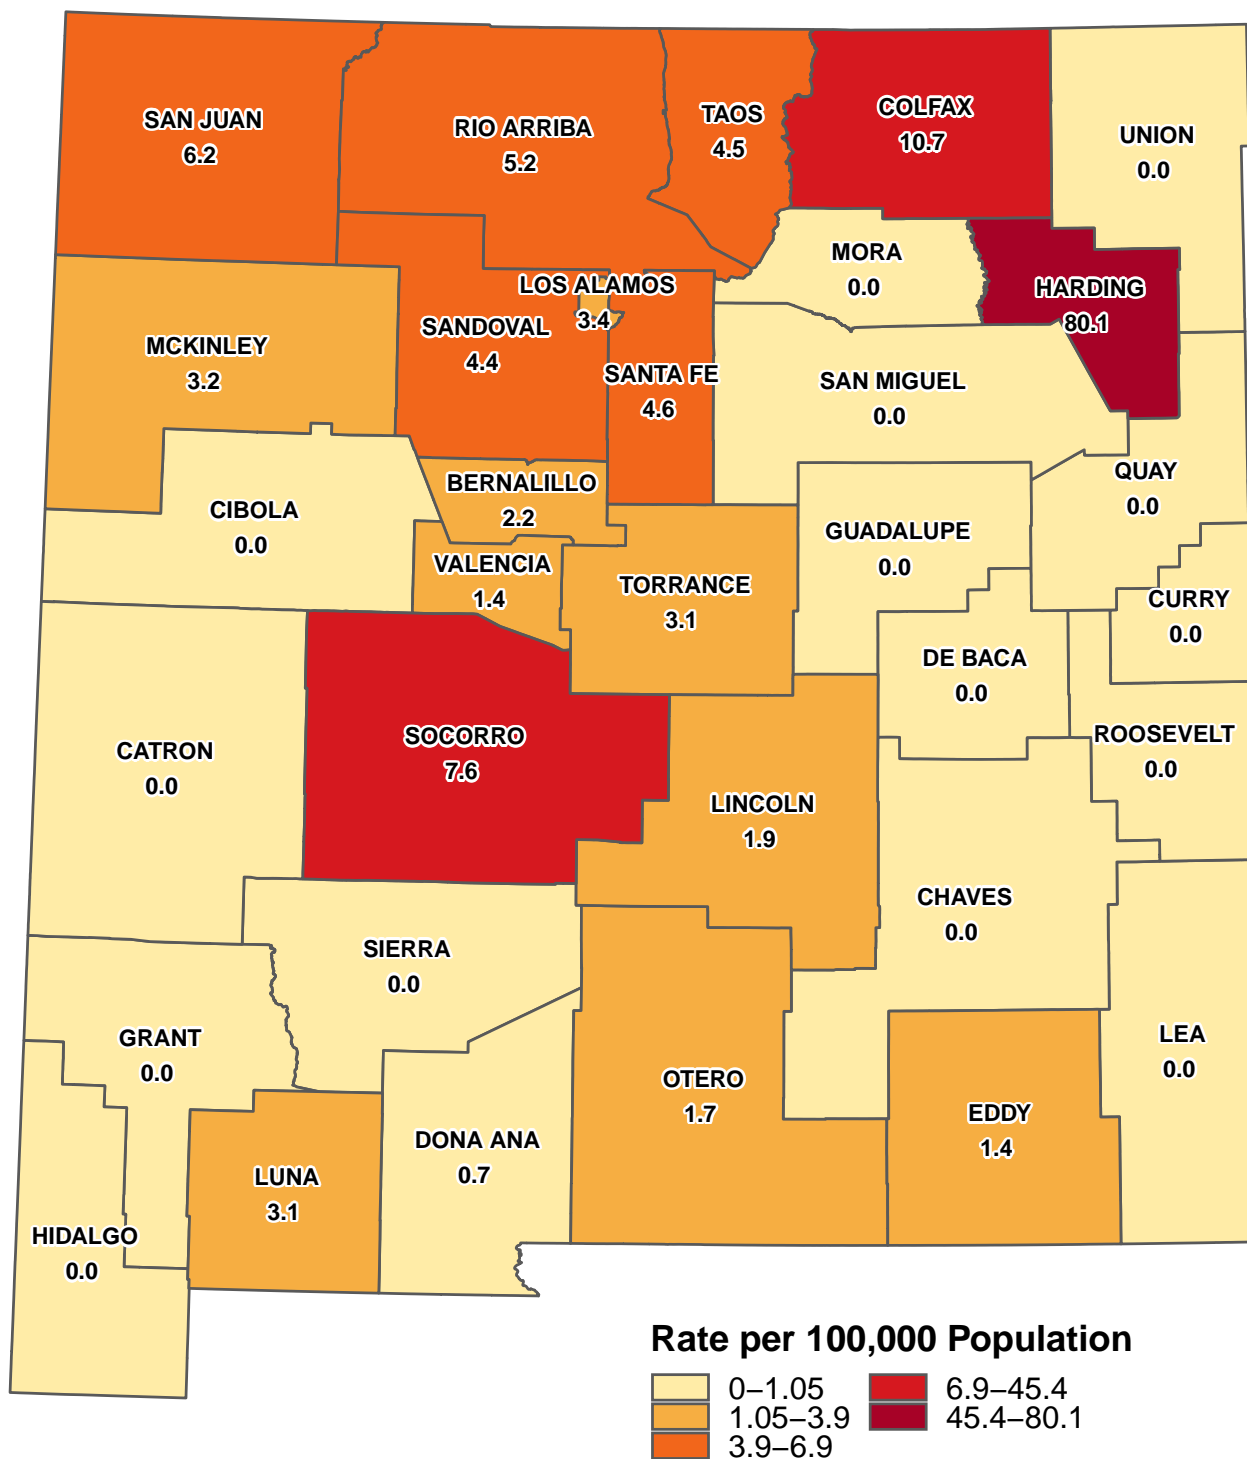 SAN JUAN
6.2
RIO ARRIBA
5.2
TAOS
4.5
COLFAX
10.7
UNION
0.0
MORA
0.0
HARDING
80.1
LOS ALAMOS
3.4
SANDOVAL
4.4
MCKINLEY
3.2
SANTA FE
4.6
SAN MIGUEL
0.0
QUAY
0.0
BERNALILLO
2.2
CIBOLA
0.0
GUADALUPE
0.0
VALENCIA
1.4
TORRANCE
3.1
CURRY
0.0
DE BACA
0.0
ROOSEVELT
0.0
CATRON
0.0
SOCORRO
7.6
LINCOLN
1.9
CHAVES
0.0
SIERRA
0.0
GRANT
0.0
LEA
0.0
OTERO
1.7
EDDY
1.4
DONA ANA
0.7
LUNA
3.1
HIDALGO
0.0
Rate per 100,000 Population
0−1.05
1.05−3.9
3.9−6.9
6.9−45.4
45.4−80.1